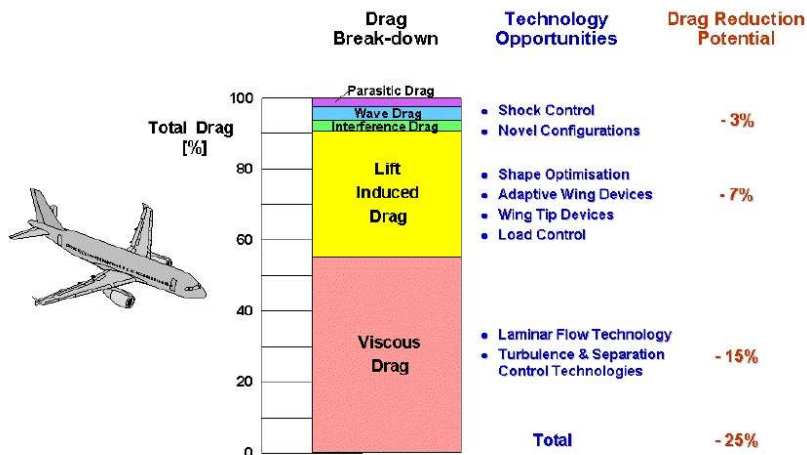 Drag
Break-down
Technology
Opportunities
Drag Reduction
Potential
Total Drag
[%]
100
80
60
40
20
0
Parasitic Drag
Wave Drag
Interference Drag
Lift
Induced
Drag
Viscous
Drag
• Shock Control
• Novel Configurations
- 3%
• Shape Optimisation
• Adaptive Wing Devices
• Wing Tip Devices
• Load Control
- 7%
• Laminar Flow Technology
• Turbulence & Separation
Control Technologies
- 15%
Total
- 25%